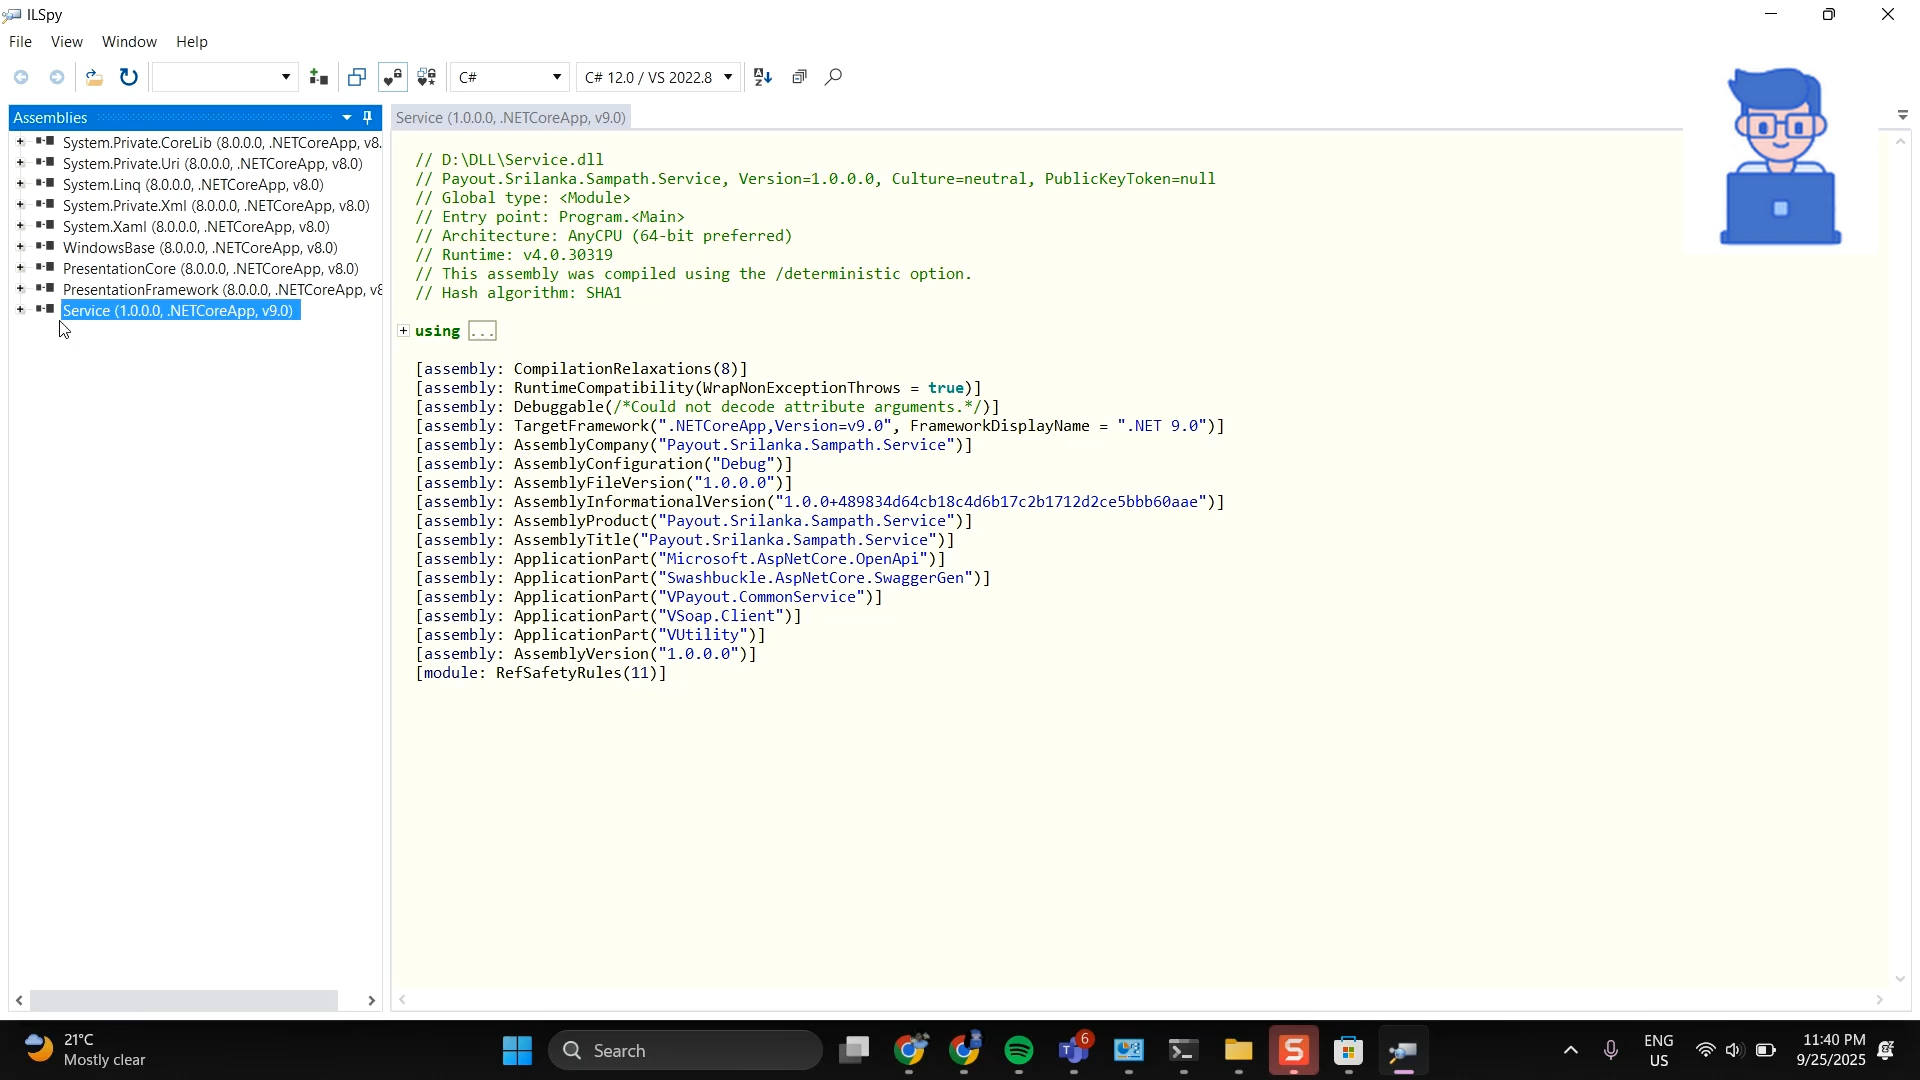 ILSpy
File View Window Help
C# C# 12.0 / VS 2022.8
Assemblies
System.Private.CoreLib (8.0.0.0, .NETCoreApp, v8.
System.Private.Uri (8.0.0.0, .NETCoreApp, v8.0)
System.Linq (8.0.0.0, .NETCoreApp, v8.0)
System.Private.Xml (8.0.0.0, .NETCoreApp, v8.0)
System.Xaml (8.0.0.0, .NETCoreApp, v8.0)
WindowsBase (8.0.0.0, .NETCoreApp, v8.0)
PresentationCore (8.0.0.0, .NETCoreApp, v8.0)
PresentationFramework (8.0.0.0, .NETCoreApp, v8
Service (1.0.0.0, .NETCoreApp, v9.0)
Service (1.0.0.0, .NETCoreApp, v9.0)
// D:\DLL\Service.dll
// Payout.Srilanka.Sampath.Service, Version=1.0.0.0, Culture=neutral, PublicKeyToken=null
// Global type: <Module>
// Entry point: Program.<Main>
// Architecture: AnyCPU (64-bit preferred)
// Runtime: v4.0.30319
// This assembly was compiled using the /deterministic option.
// Hash algorithm: SHA1
using ...
[assembly: CompilationRelaxations(8)]
[assembly: RuntimeCompatibility(WrapNonExceptionThrows = true)]
[assembly: Debuggable(/*Could not decode attribute arguments.*/)]
[assembly: TargetFramework(".NETCoreApp,Version=v9.0", FrameworkDisplayName = ".NET 9.0")]
[assembly: AssemblyCompany("Payout.Srilanka.Sampath.Service")]
[assembly: AssemblyConfiguration("Debug")]
[assembly: AssemblyFileVersion("1.0.0.0")]
[assembly: AssemblyInformationalVersion("1.0.0+489834d64cb18c4d6b17c2b1712d2ce5bbb60aae")]
[assembly: AssemblyProduct("Payout.Srilanka.Sampath.Service")]
[assembly: AssemblyTitle("Payout.Srilanka.Sampath.Service")]
[assembly: ApplicationPart("Microsoft.AspNetCore.OpenApi")]
[assembly: ApplicationPart("Swashbuckle.AspNetCore.SwaggerGen")]
[assembly: ApplicationPart("VPayout.CommonService")]
[assembly: ApplicationPart("VSoap.Client")]
[assembly: ApplicationPart("VUtility")]
[assembly: AssemblyVersion("1.0.0.0")]
[module: RefSafetyRules(11)]
21°C
Mostly clear
Search
6
ENG
US
11:40 PM
9/25/2025